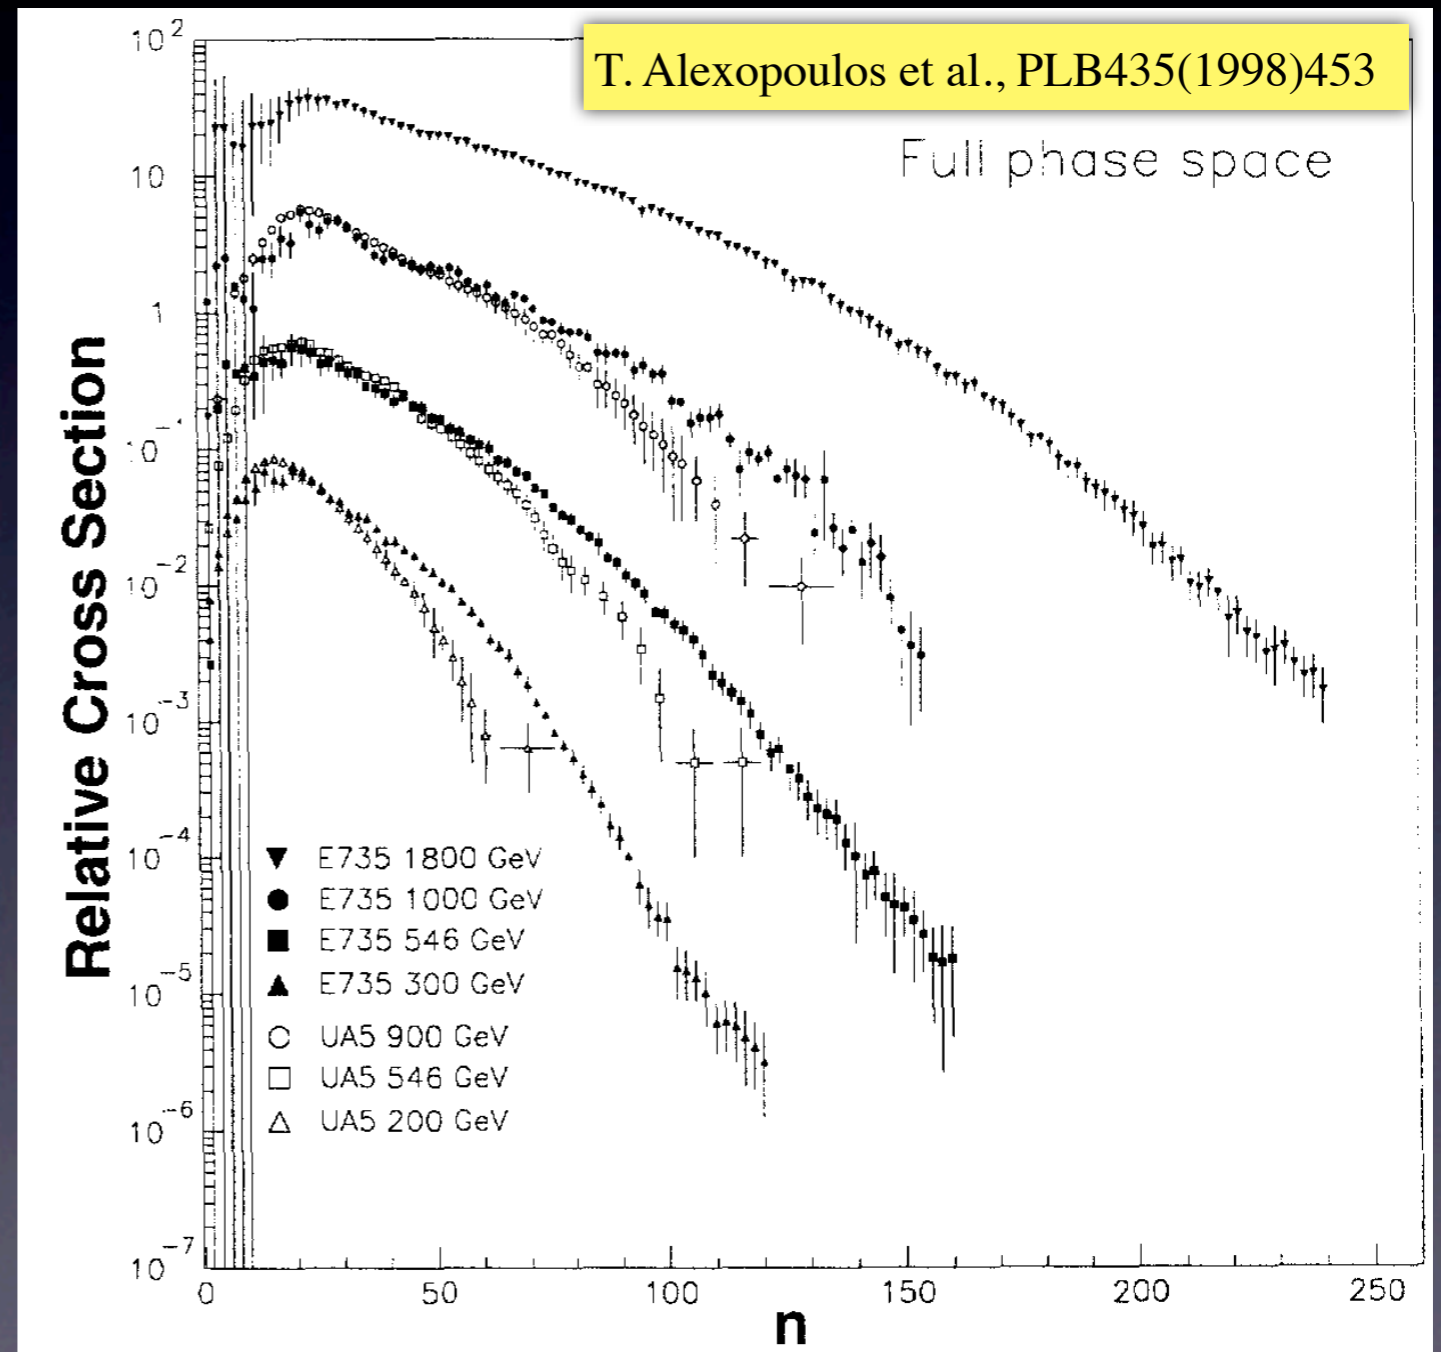 T. Alexopoulos et al., PLB435(1998)453
Full phase space
Relative Cross Section
10^2
10
1
10^-1
10^-2
10^-3
10^-4
10^-5
10^-6
10^-7
E735 1800 GeV
E735 1000 GeV
E735 546 GeV
E735 300 GeV
UA5 900 GeV
UA5 546 GeV
UA5 200 GeV
0 50 100 150 200 250
n